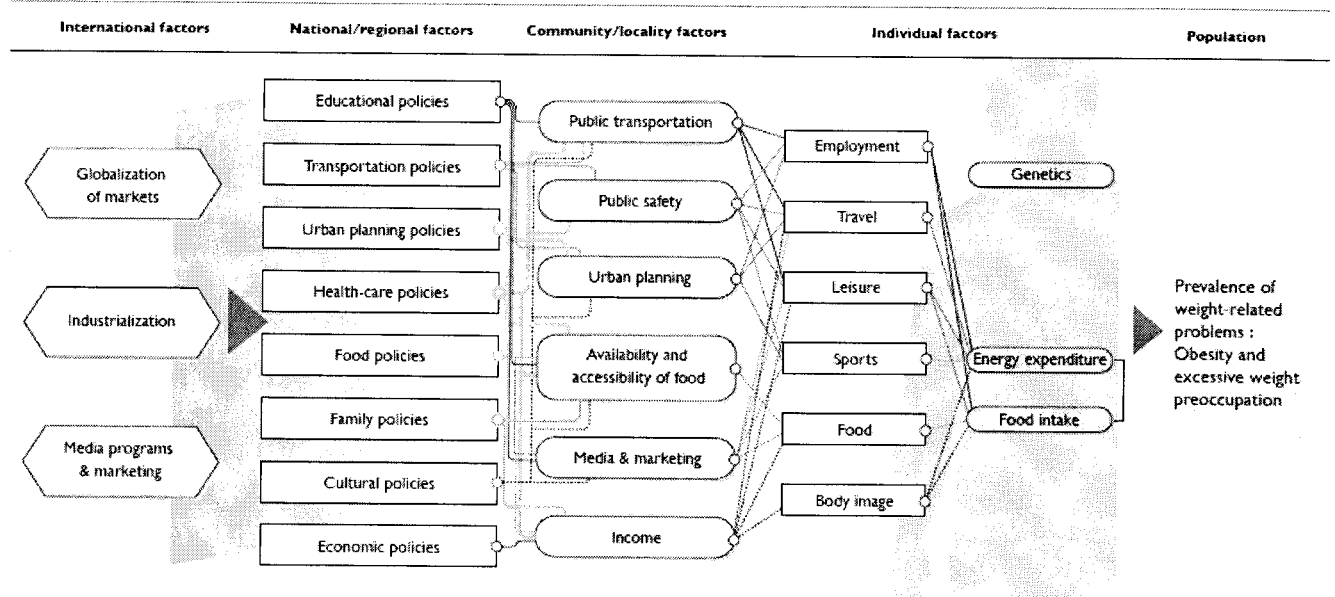 International factors
National/regional factors
Community/locality factors
Individual factors
Population
Globalization
of markets
Industrialization
Media programs
& marketing
Educational policies
Transportation policies
Urban planning policies
Health-care policies
Food policies
Family policies
Cultural policies
Economic policies
Public transportation
Public safety
Urban planning
Availability and
accessibility of food
Media & marketing
Income
Employment
Travel
Leisure
Sports
Food
Body image
Genetics
Energy expenditure
Food intake
Prevalence of
weight-related
problems :
Obesity and
excessive weight
preoccupation